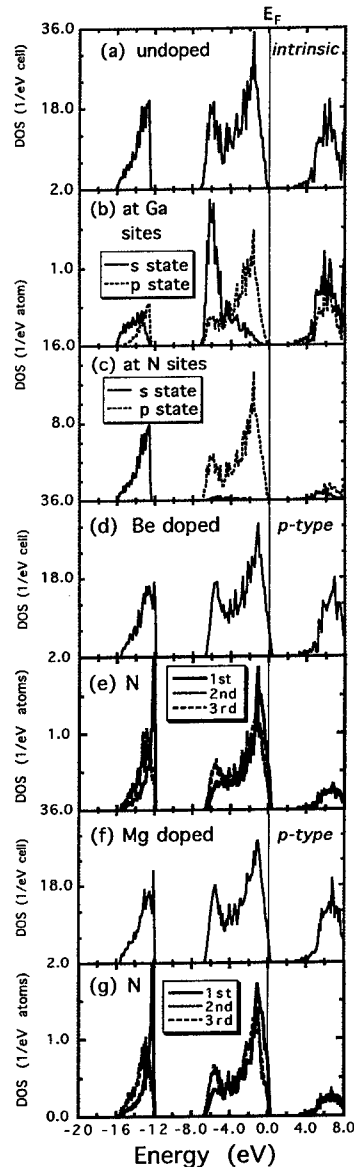 E_F
36.0
(a) undoped
intrinsic
DOS (1/eV cell)
18.0
2.0
(b) at Ga
sites
s state
p state
DOS (1/eV atom)
1.0
16.0
(c) at N sites
s state
p state
8.0
36.0
(d) Be doped
p-type
DOS (1/eV cell)
18.0
2.0
(e) N
1st
2nd
3rd
DOS (1/eV atoms)
1.0
36.0
(f) Mg doped
p-type
DOS (1/eV cell)
18.0
2.0
(g) N
1st
2nd
3rd
DOS (1/eV atoms)
1.0
0.0
-20 -16 -12 -8.0 -4.0 0.0 4.0 8.0
Energy (eV)